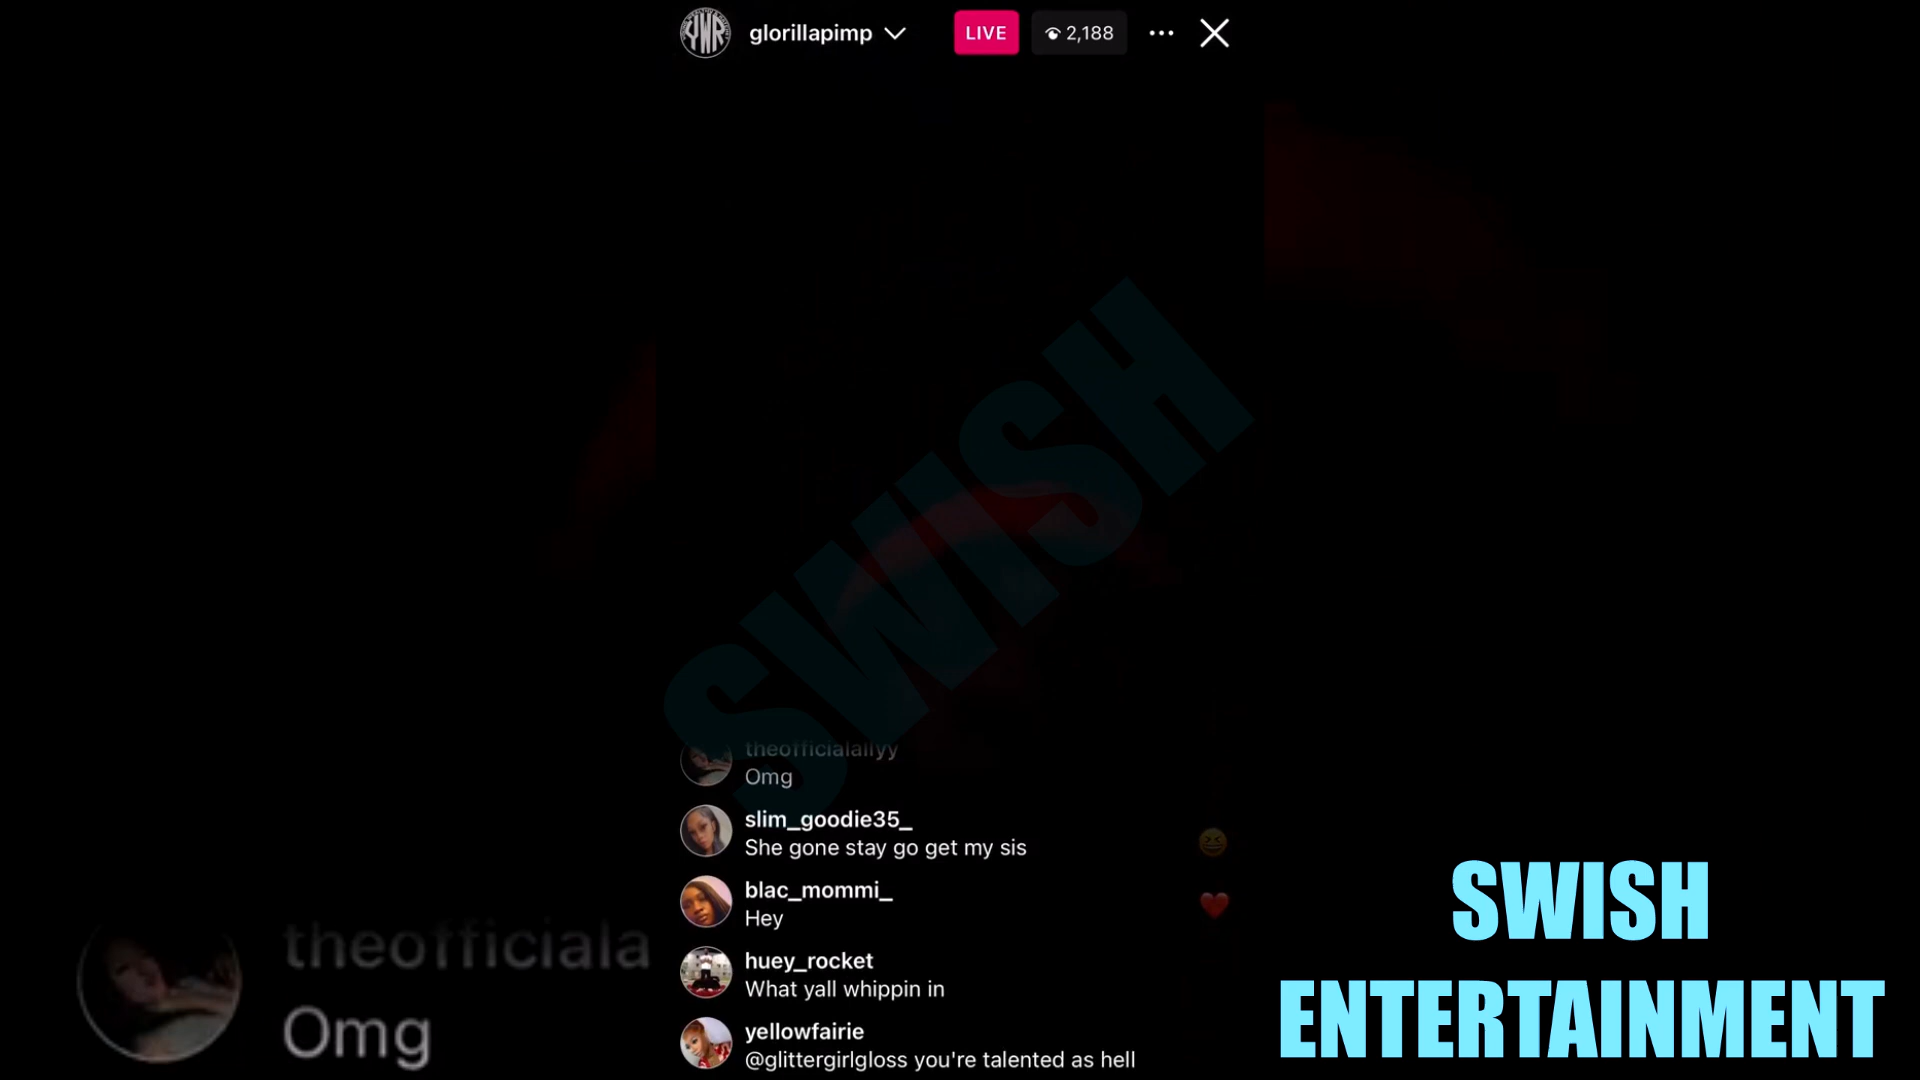 YWR
glorillapimp
LIVE
2,188
SWISH
theofficialallyy
Omg
slim_goodie35_
She gone stay go get my sis
blac_mommi_
Hey
huey_rocket
What yall whippin in
yellowfairie
@glittergirlgloss you're talented as hell
theofficiala
Omg
SWISH
ENTERTAINMENT